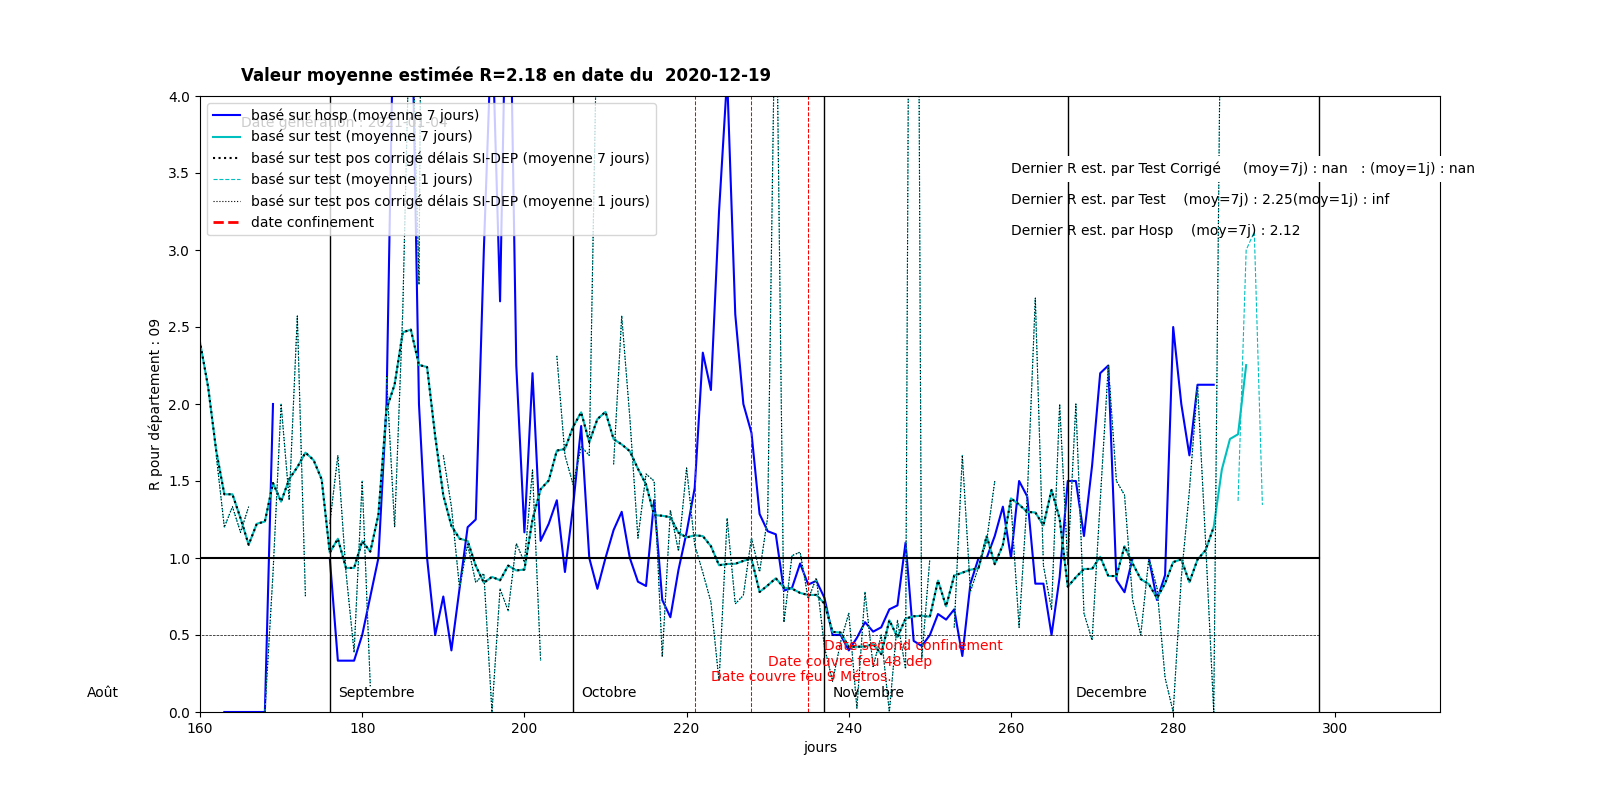 Valeur moyenne estimée R=2.18 en date du  2020-12-19
4.0
3.5
3.0
2.5
2.0
1.5
1.0
0.5
0.0
R pour département : 09
basé sur hosp (moyenne 7 jours)
Date génération : 2021-01-04
basé sur test (moyenne 7 jours)
basé sur test pos corrigé délais SI-DEP (moyenne 7 jours)
basé sur test (moyenne 1 jours)
basé sur test pos corrigé délais SI-DEP (moyenne 1 jours)
date confinement
Dernier R est. par Test Corrigé     (moy=7j) : nan   : (moy=1j) : nan
Dernier R est. par Test    (moy=7j) : 2.25(moy=1j) : inf
Dernier R est. par Hosp    (moy=7j) : 2.12
Date second confinement
Date couvre feu 48 dep
Date couvre feu 9 Metros
Août
Septembre
Octobre
Novembre
Decembre
160 180 200 220 240 260 280 300
jours